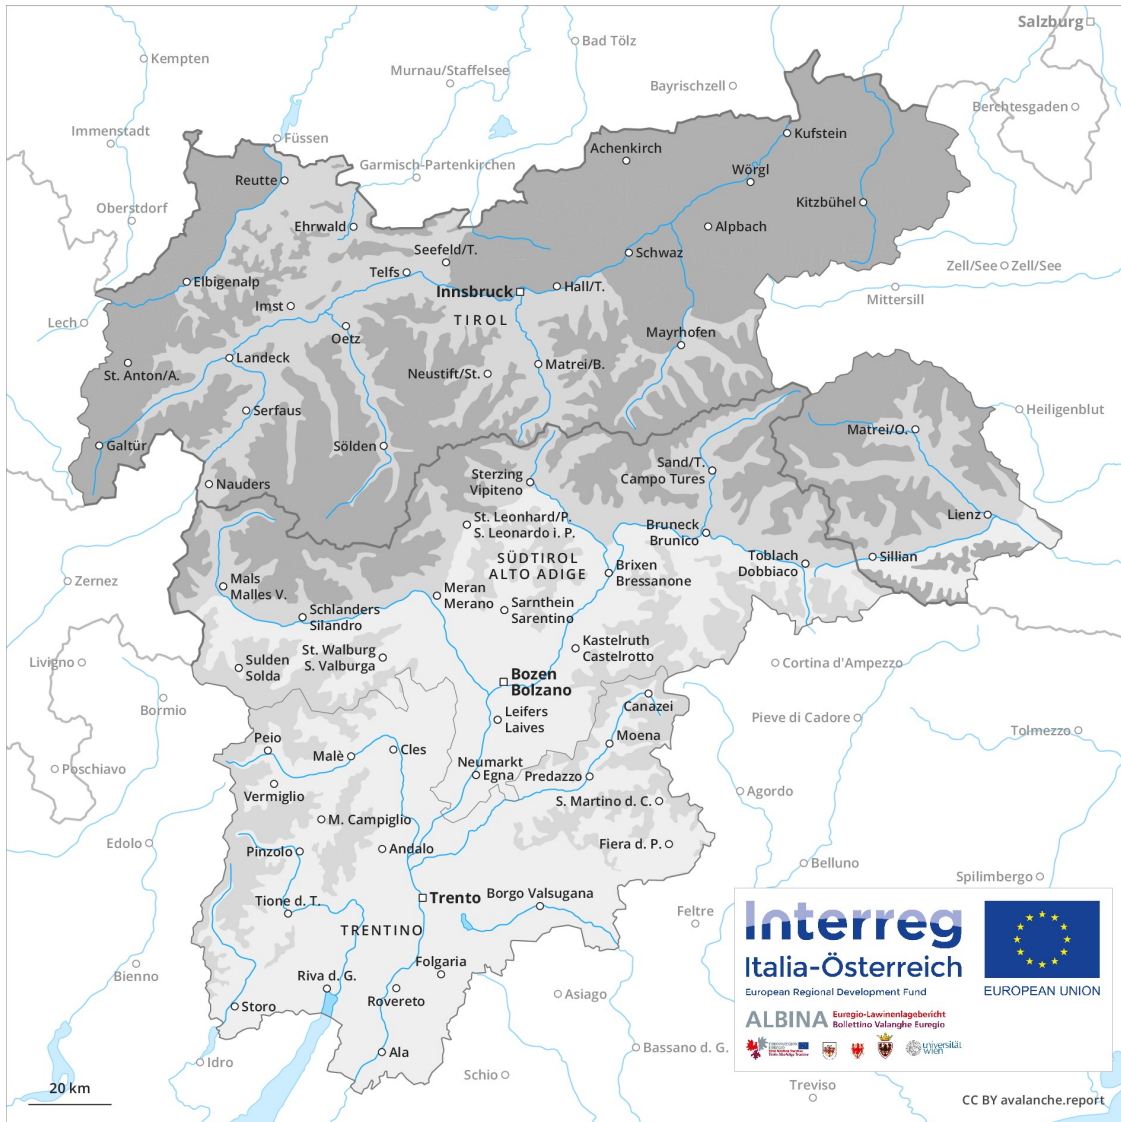 Salzburg
Bad Tölz
Kempten
Murnau/Staffelsee
Bayrischzell
Berchtesgaden
Immenstadt
Füssen
Kufstein
Achenkirch
Garmisch-Partenkirchen
Wörgl
Reutte
Kitzbühel
Oberstdorf
Ehrwald
Alpbach
Seefeld/T.
Schwaz
Telfs
Zell/See
Zell/See
Elbigenalp
Innsbruck
Hall/T.
Mittersill
Imst
TIROL
Lech
Oetz
Mayrhofen
Landeck
Matrei/B.
St. Anton/A.
Neustift/St.
Serfaus
Heiligenblut
Matrei/O.
Galtür
Sölden
Sand/T.
Campo Tures
Sterzing
Vipiteno
Nauders
St. Leonhard/P.
S. Leonardo i. P.
Lienz
Bruneck
Brunico
SÜDTIROL
ALTO ADIGE
Toblach
Dobbiaco
Sillian
Brixen
Bressanone
Zernez
Mals
Malles V.
Meran
Merano
Sarnthein
Sarentino
Schlanders
Silandro
Kastelruth
Castelrotto
St. Walburg
S. Valburga
Livigno
Sulden
Solda
Cortina d'Ampezzo
Bozen
Bolzano
Bormio
Canazei
Leifers
Laives
Pieve di Cadore
Tolmezzo
Peio
Moena
Malè
Cles
Neumarkt
Egna
Predazzo
Poschiavo
Vermiglio
Agordo
S. Martino d. C.
M. Campiglio
Edolo
Pinzolo
Andalo
Fiera d. P.
Belluno
Spilimbergo
Tione d. T.
Trento
Borgo Valsugana
Feltre
TRENTINO
Interreg
Italia-Österreich
European Regional Development Fund
EUROPEAN UNION
Folgaria
Bienno
Riva d. G.
Rovereto
Asiago
Storo
ALBINA
Euregio-Lawinenlagebericht
Bollettino Valanghe Euregio
universität
wien
Ala
Idro
Bassano d. G.
Schio
Treviso
20 km
CC BY avalanche.report